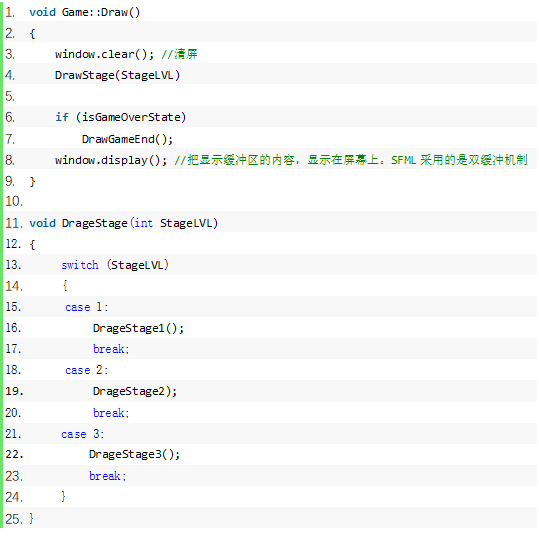 1. void Game::Draw()
2. {
3. window.clear(); //清屏
4. DrawStage(StageLVL)
5.
6. if (isGameOverState)
7. DrawGameEnd();
8. window.display(); //把显示缓冲区的内容，显示在屏幕上。SFML 采用的是双缓冲机制
9. }
10.
11. void DrageStage(int StageLVL)
12. {
13. switch (StageLVL)
14. {
15. case 1:
16. DrageStage1();
17. break;
18. case 2:
19. DrageStage2);
20. break;
21. case 3:
22. DrageStage3();
23. break;
24. }
25. }